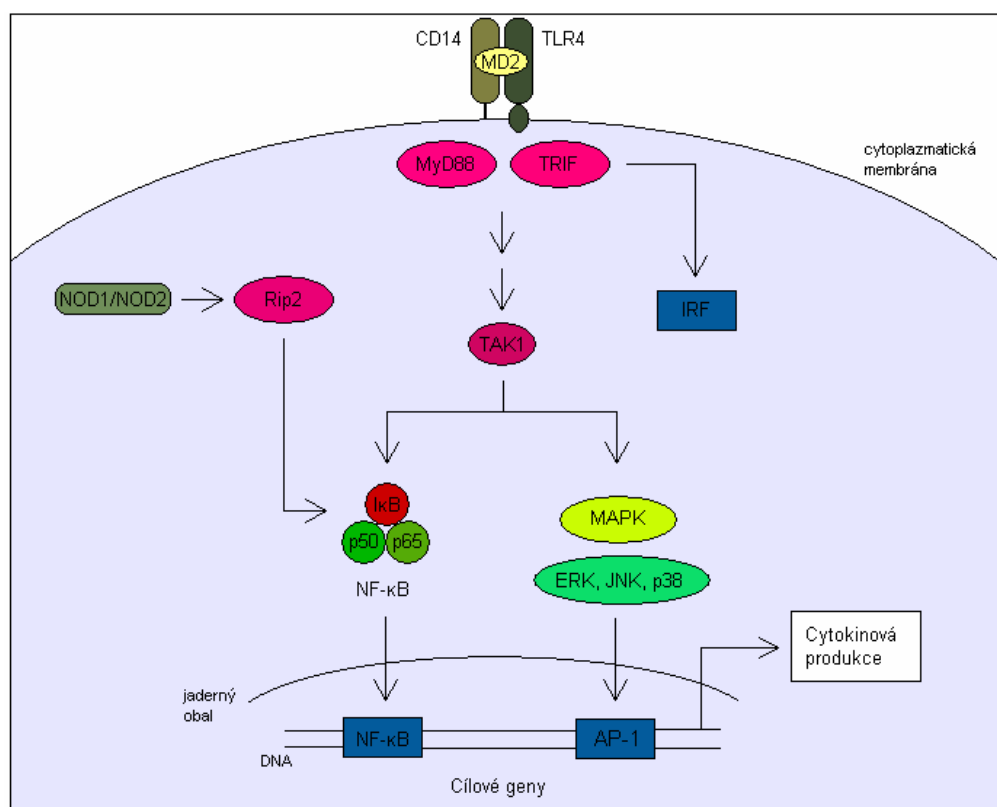 CD14
TLR4
MD2
MyD88
TRIF
cytoplazmatická
membrána
NOD1/NOD2
Rip2
IRF
TAK1
IκB
p50
p65
NF-κB
MAPK
ERK, JNK, p38
Cytokinová
produkce
jaderný
obal
NF-κB
AP-1
DNA
Cílové geny